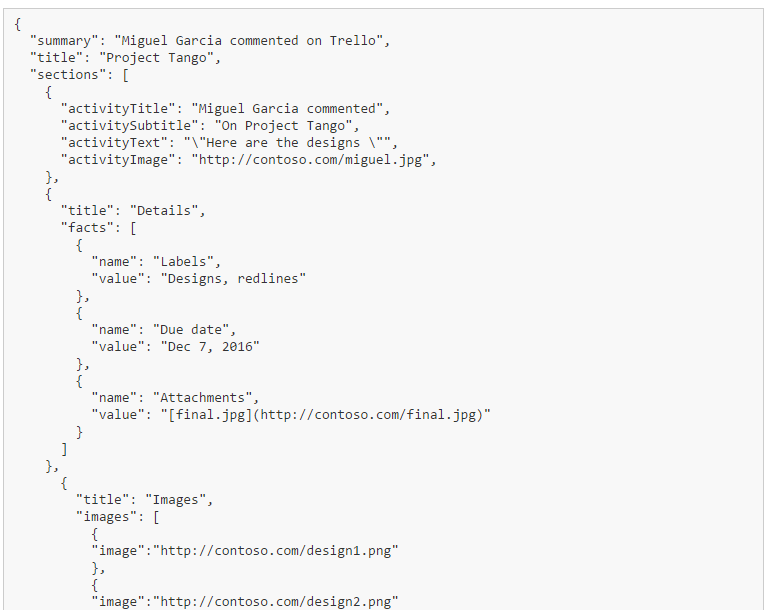 {
  "summary": "Miguel Garcia commented on Trello",
  "title": "Project Tango",
  "sections": [
    {
      "activityTitle": "Miguel Garcia commented",
      "activitySubtitle": "On Project Tango",
      "activityText": "\"Here are the designs \"",
      "activityImage": "http://contoso.com/miguel.jpg",
    },
    {
      "title": "Details",
      "facts": [
        {
          "name": "Labels",
          "value": "Designs, redlines"
        },
        {
          "name": "Due date",
          "value": "Dec 7, 2016"
        },
        {
          "name": "Attachments",
          "value": "[final.jpg](http://contoso.com/final.jpg)"
        }
      ]
    },
      {
        "title": "Images",
        "images": [
          {
          "image":"http://contoso.com/design1.png"
          },
          {
          "image":"http://contoso.com/design2.png"